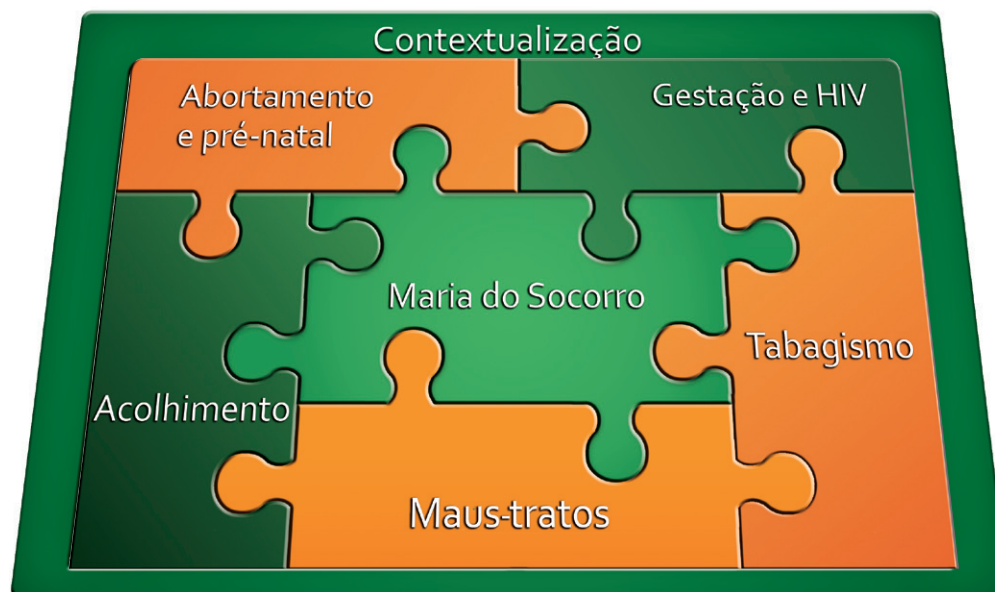 Contextualização
Abortamento
e pré-natal
Gestação e HIV
Maria do Socorro
Tabagismo
Acolhimento
Maus-tratos